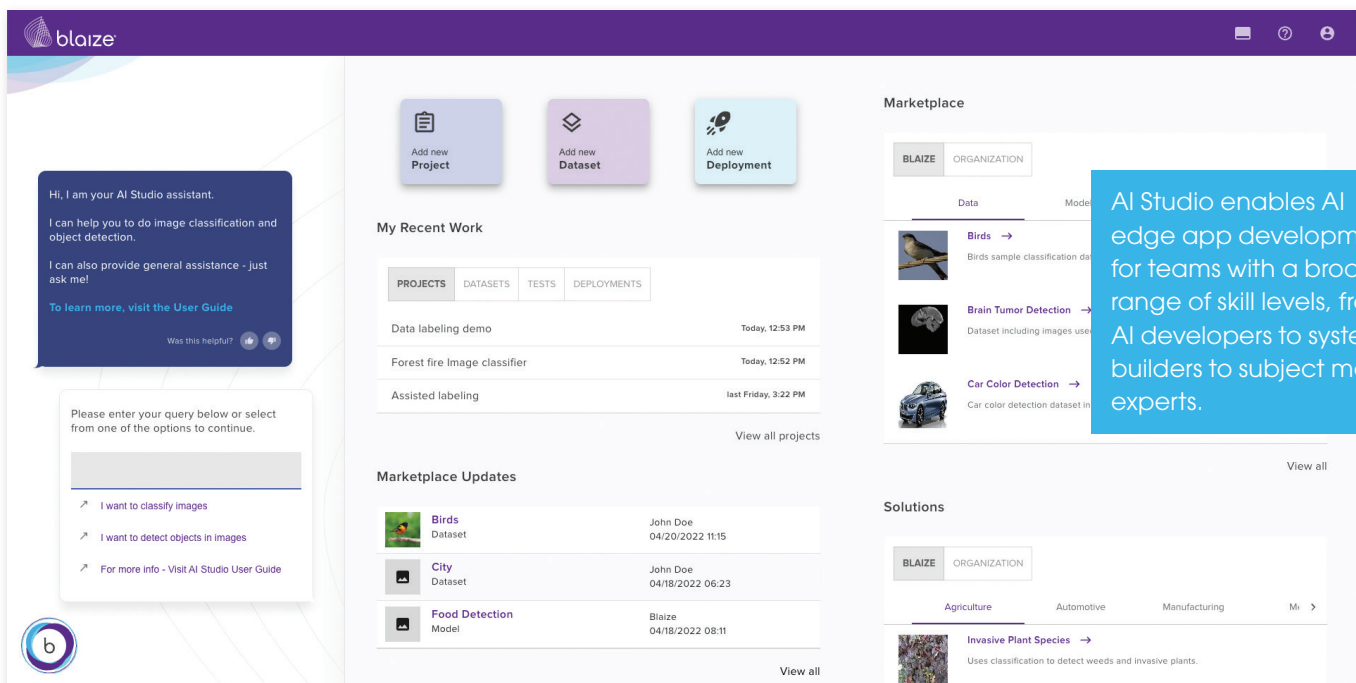 blaize
Hi, I am your AI Studio assistant.
I can help you to do image classification and
object detection.
I can also provide general assistance - just
ask me!
To learn more, visit the User Guide
Was this helpful?
Please enter your query below or select
from one of the options to continue.
I want to classify images
I want to detect objects in images
For more info - Visit AI Studio User Guide
b
Add new
Project
Add new
Dataset
Add new
Deployment
My Recent Work
PROJECTS DATASETS TESTS DEPLOYMENTS
Data labeling demo Today, 12:53 PM
Forest fire Image classifier Today, 12:52 PM
Assisted labeling last Friday, 3:22 PM
View all projects
Marketplace Updates
Birds
Dataset
John Doe
04/20/2022 11:15
City
Dataset
John Doe
04/18/2022 06:23
Food Detection
Model
Blaize
04/18/2022 08:11
View all
Marketplace
BLAIZE ORGANIZATION
Data Model
Birds →
Birds sample classification
Brain Tumor Detection →
Dataset including images
Car Color Detection →
Car color detection dataset in
View all
AI Studio enables AI
edge app
for teams with a
range of skill levels,
AI developers to
builders to subject
experts.
Solutions
BLAIZE ORGANIZATION
Agriculture Automotive Manufacturing
Invasive Plant Species →
Uses classification to detect weeds and invasive plants.